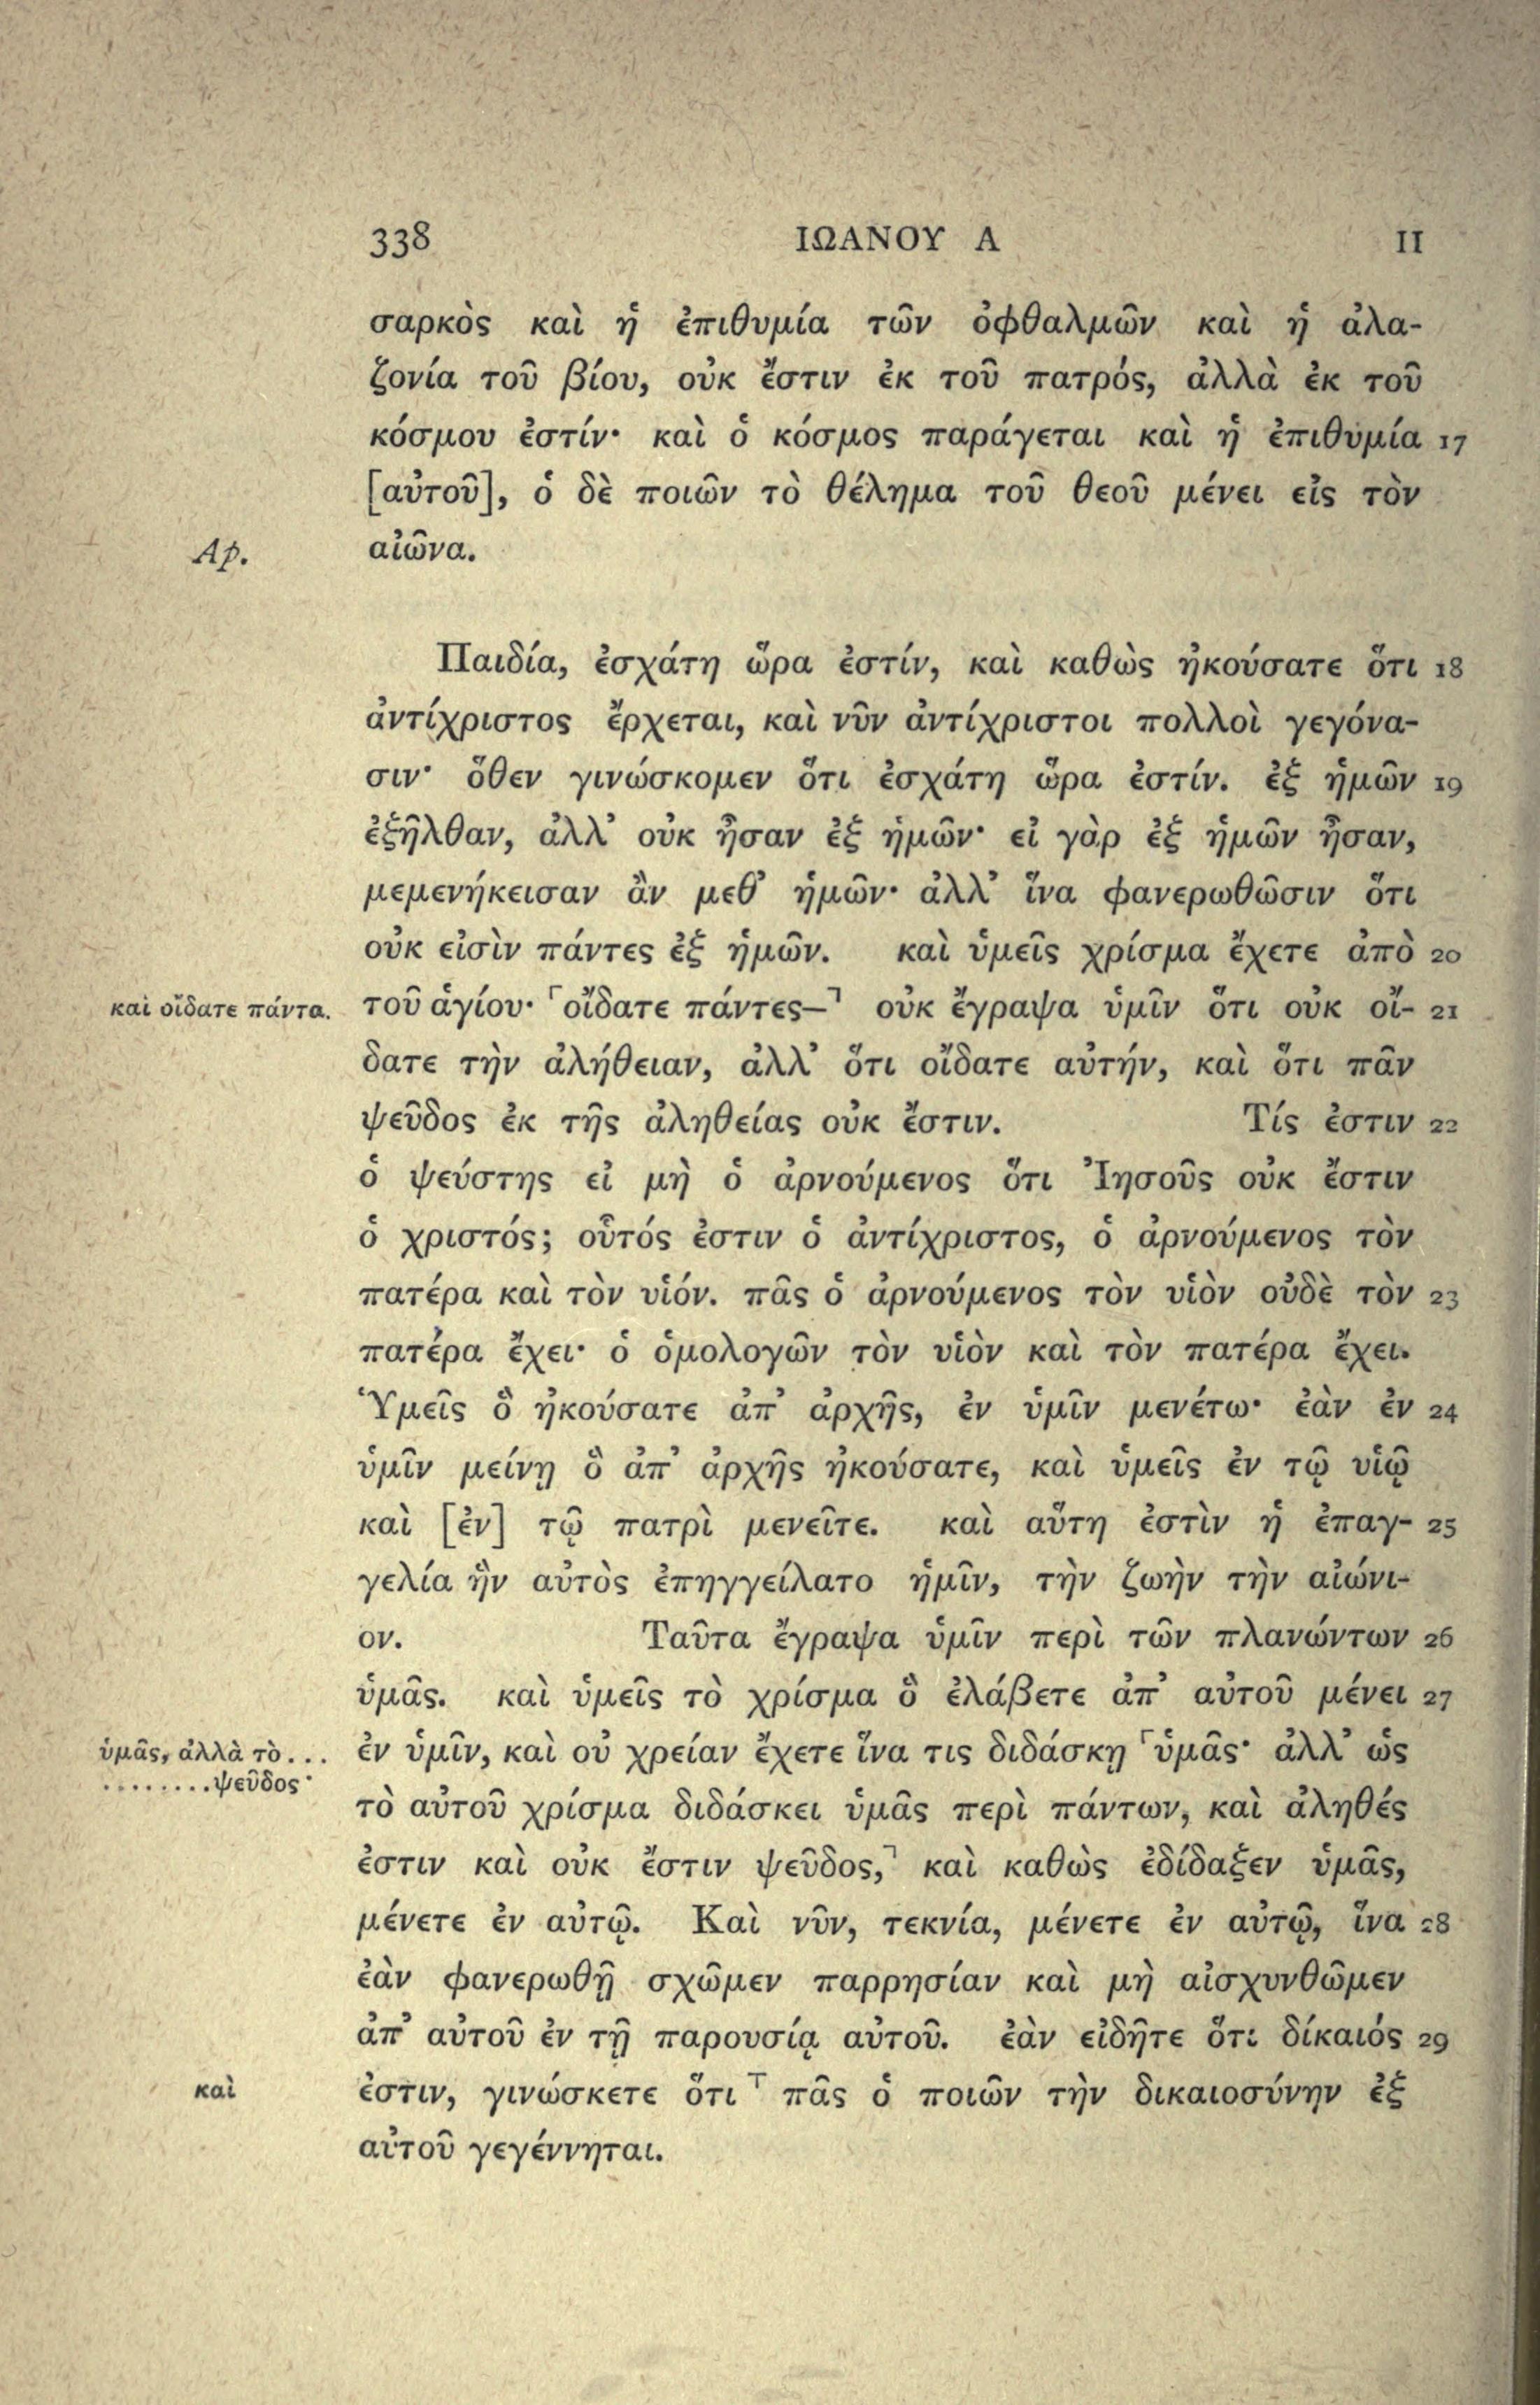 338 ΙΩΑΝΟΥ Α II
σαρκὸς καὶ ἡ ἐπιθυμία τῶν ὀφθαλμῶν καὶ ἡ ἀλα-
ζονία τοῦ βίου, οὐκ ἔστιν ἐκ τοῦ πατρός, ἀλλὰ ἐκ τοῦ
κόσμου ἐστίν· καὶ ὁ κόσμος παράγεται καὶ ἡ ἐπιθυμία 17
[αὐτοῦ], ὁ δὲ ποιῶν τὸ θέλημα τοῦ θεοῦ μένει εἰς τὸν
Ap. αἰῶνα.
Παιδία, ἐσχάτη ὥρα ἐστίν, καὶ καθὼς ἠκούσατε ὅτι 18
ἀντίχριστος ἔρχεται, καὶ νῦν ἀντίχριστοι πολλοὶ γεγόνα-
σιν· ὅθεν γινώσκομεν ὅτι ἐσχάτη ὥρα ἐστίν. ἐξ ἡμῶν 19
ἐξῆλθαν, ἀλλ’ οὐκ ἦσαν ἐξ ἡμῶν· εἰ γὰρ ἐξ ἡμῶν ἦσαν,
μεμενήκεισαν ἂν μεθ’ ἡμῶν· ἀλλ’ ἵνα φανερωθῶσιν ὅτι
οὐκ εἰσὶν πάντες ἐξ ἡμῶν. καὶ ὑμεῖς χρίσμα ἔχετε ἀπὸ 20
καὶ οἴδατε πάντα. τοῦ ἁγίου· ⸢οἴδατε πάντες—⸣ οὐκ ἔγραψα ὑμῖν ὅτι οὐκ οἴ- 21
δατε τὴν ἀλήθειαν, ἀλλ’ ὅτι οἴδατε αὐτήν, καὶ ὅτι πᾶν
ψεῦδος ἐκ τῆς ἀληθείας οὐκ ἔστιν. Τίς ἐστιν 22
ὁ ψεύστης εἰ μὴ ὁ ἀρνούμενος ὅτι Ἰησοῦς οὐκ ἔστιν
ὁ χριστός; οὗτός ἐστιν ὁ ἀντίχριστος, ὁ ἀρνούμενος τὸν
πατέρα καὶ τὸν υἱόν. πᾶς ὁ ἀρνούμενος τὸν υἱὸν οὐδὲ τὸν 23
πατέρα ἔχει· ὁ ὁμολογῶν τὸν υἱὸν καὶ τὸν πατέρα ἔχει.
Ὑμεῖς ὃ ἠκούσατε ἀπ’ ἀρχῆς, ἐν ὑμῖν μενέτω· ἐὰν ἐν 24
ὑμῖν μείνῃ ὃ ἀπ’ ἀρχῆς ἠκούσατε, καὶ ὑμεῖς ἐν τῷ υἱῷ
καὶ [ἐν] τῷ πατρὶ μενεῖτε. καὶ αὕτη ἐστὶν ἡ ἐπαγ- 25
γελία ἣν αὐτὸς ἐπηγγείλατο ἡμῖν, τὴν ζωὴν τὴν αἰώνι-
ον. Ταῦτα ἔγραψα ὑμῖν περὶ τῶν πλανώντων 26
ὑμᾶς. καὶ ὑμεῖς τὸ χρίσμα ὃ ἐλάβετε ἀπ’ αὐτοῦ μένει 27
ὑμᾶς, ἀλλὰ τὸ... ἐν ὑμῖν, καὶ οὐ χρείαν ἔχετε ἵνα τις διδάσκῃ ⸢ὑμᾶς· ἀλλ’ ὡς
........ψεῦδος· τὸ αὐτοῦ χρίσμα διδάσκει ὑμᾶς περὶ πάντων, καὶ ἀληθές
ἐστιν καὶ οὐκ ἔστιν ψεῦδος,⸣ καὶ καθὼς ἐδίδαξεν ὑμᾶς,
μένετε ἐν αὐτῷ. Καὶ νῦν, τεκνία, μένετε ἐν αὐτῷ, ἵνα 28
ἐὰν φανερωθῇ σχῶμεν παρρησίαν καὶ μὴ αἰσχυνθῶμεν
ἀπ’ αὐτοῦ ἐν τῇ παρουσίᾳ αὐτοῦ. ἐὰν εἰδῆτε ὅτι δίκαιός 29
καὶ ἐστιν, γινώσκετε ὅτι ⸆ πᾶς ὁ ποιῶν τὴν δικαιοσύνην ἐξ
αὐτοῦ γεγέννηται.